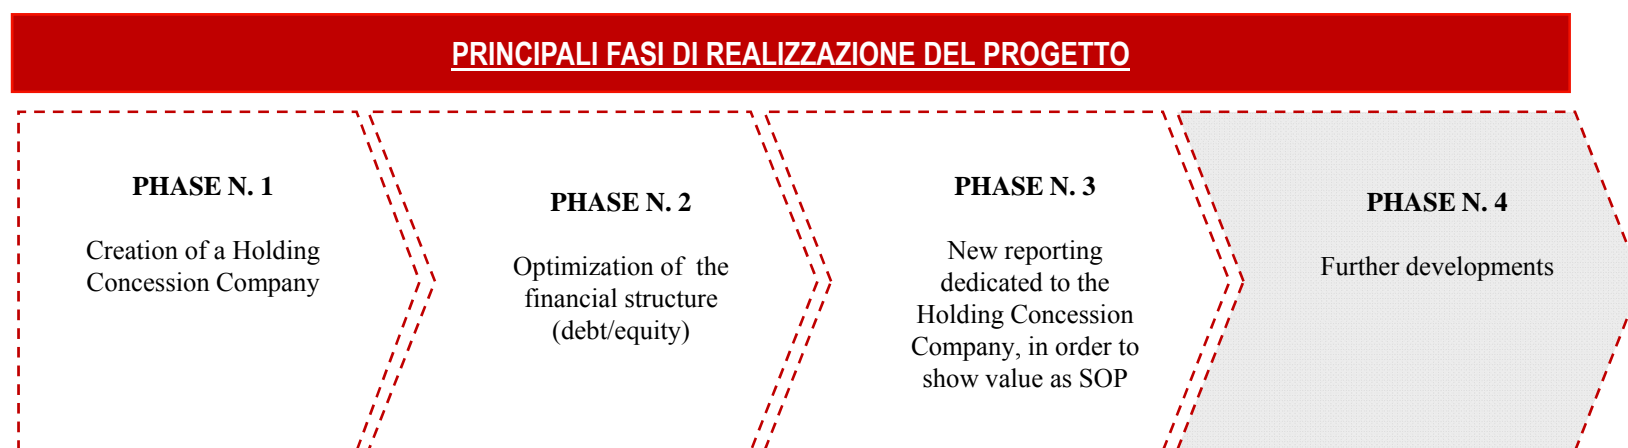 PRINCIPALI FASI DI REALIZZAZIONE DEL PROGETTO
PHASE N. 1
Creation of a Holding
Concession Company
PHASE N. 2
Optimization of the
financial structure
(debt/equity)
PHASE N. 3
New reporting
dedicated to the
Holding Concession
Company, in order to
show value as SOP
PHASE N. 4
Further developments